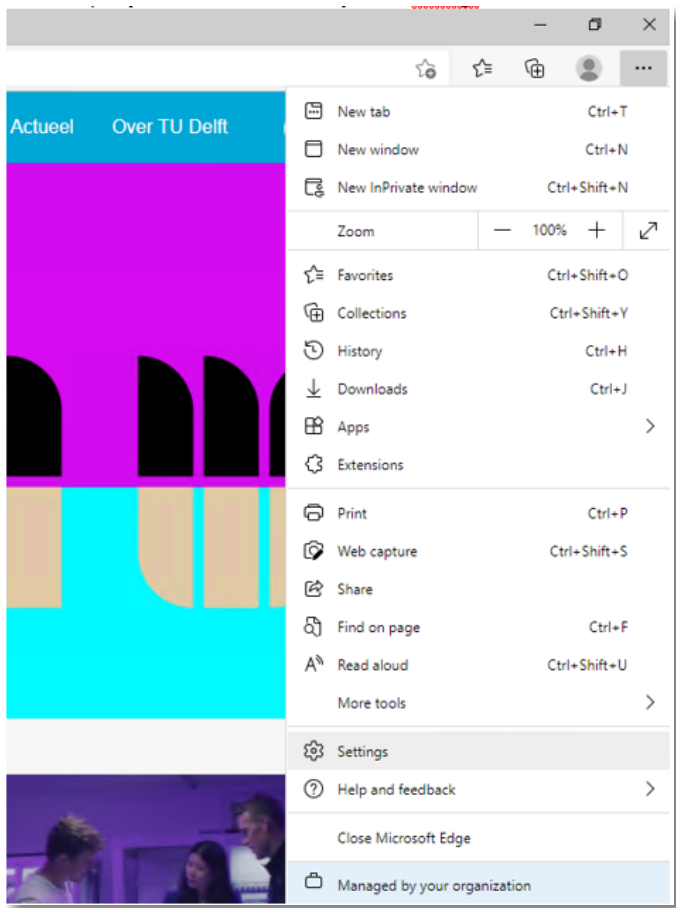 Actueel Over TU Delft
New tab Ctrl+T
New window Ctrl+N
New InPrivate window Ctrl+Shift+N
Zoom — 100% +
Favorites Ctrl+Shift+O
Collections Ctrl+Shift+Y
History Ctrl+H
Downloads Ctrl+J
Apps
Extensions
Print Ctrl+P
Web capture Ctrl+Shift+S
Share
Find on page Ctrl+F
Read aloud Ctrl+Shift+U
More tools
Settings
Help and feedback
Close Microsoft Edge
Managed by your organization